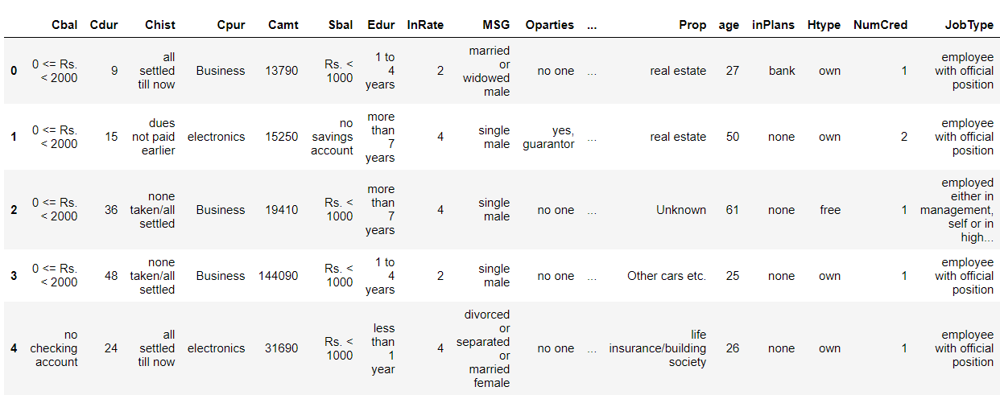 Cbal Cdur Chist Cpur Camt Sbal Edur InRate MSG Oparties ... Prop age inPlans Htype NumCred JobType
0 0 <= Rs. < 2000 9 all settled till now Business 13790 Rs. < 1000 1 to 4 years 2 married or widowed male no one ... real estate 27 bank own 1 employee with official position
1 0 <= Rs. < 2000 15 dues not paid earlier electronics 15250 no savings account more than 7 years 4 single male yes, guarantor ... real estate 50 none own 2 employee with official position
2 0 <= Rs. < 2000 36 none taken/all settled Business 19410 Rs. < 1000 more than 7 years 4 single male no one ... Unknown 61 none free 1 employed either in management, self or in high...
3 0 <= Rs. < 2000 48 none taken/all settled Business 144090 Rs. < 1000 1 to 4 years 2 single male no one ... Other cars etc. 25 none own 1 employee with official position
4 no checking account 24 all settled till now electronics 31690 Rs. < 1000 less than 1 year 4 divorced or separated or married female no one ... life insurance/building society 26 none own 1 employee with official position